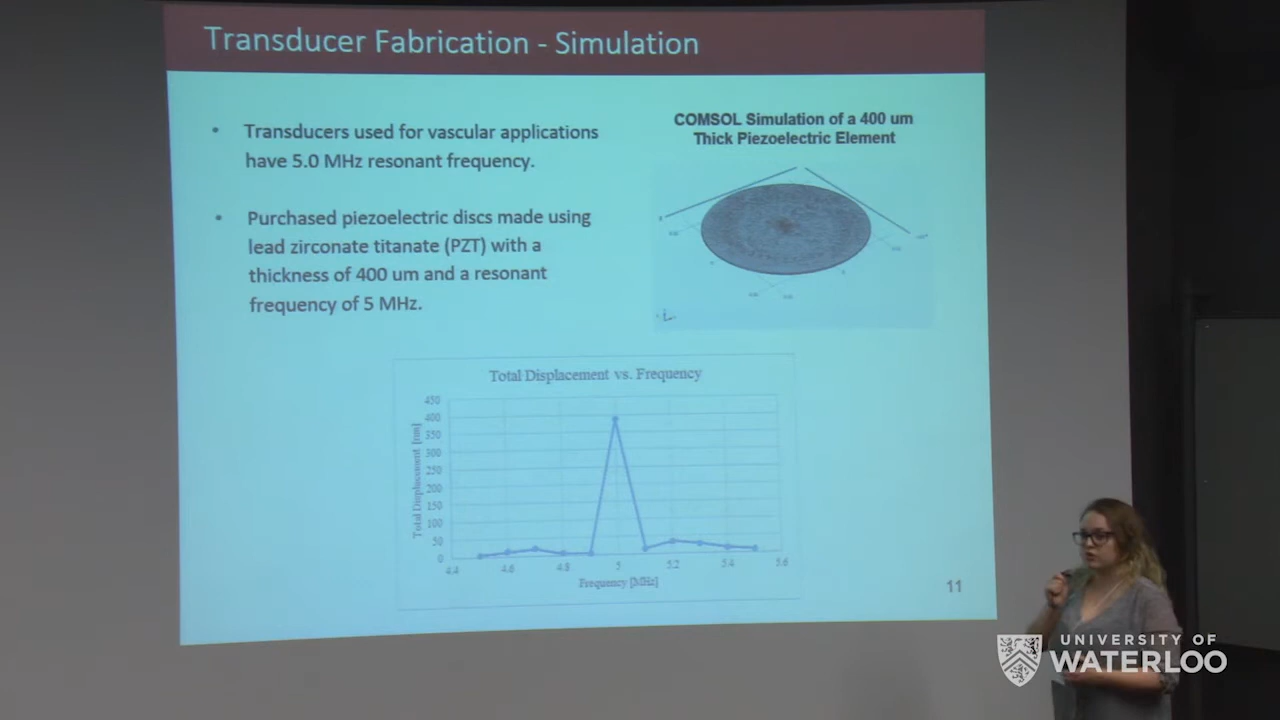 Transducer Fabrication - Simulation
• Transducers used for vascular applications
have 5.0 MHz resonant frequency.
• Purchased piezoelectric discs made using
lead zirconate titanate (PZT) with a
thickness of 400 um and a resonant
frequency of 5 MHz.
COMSOL Simulation of a 400 um
Thick Piezoelectric Element
Total Displacement vs. Frequency
Total Displacement [nm]
450
400
350
300
250
200
150
100
50
0
4.4 4.6 4.8 5 5.2 5.4 5.6
Frequency [MHz]
11
UNIVERSITY OF
WATERLOO